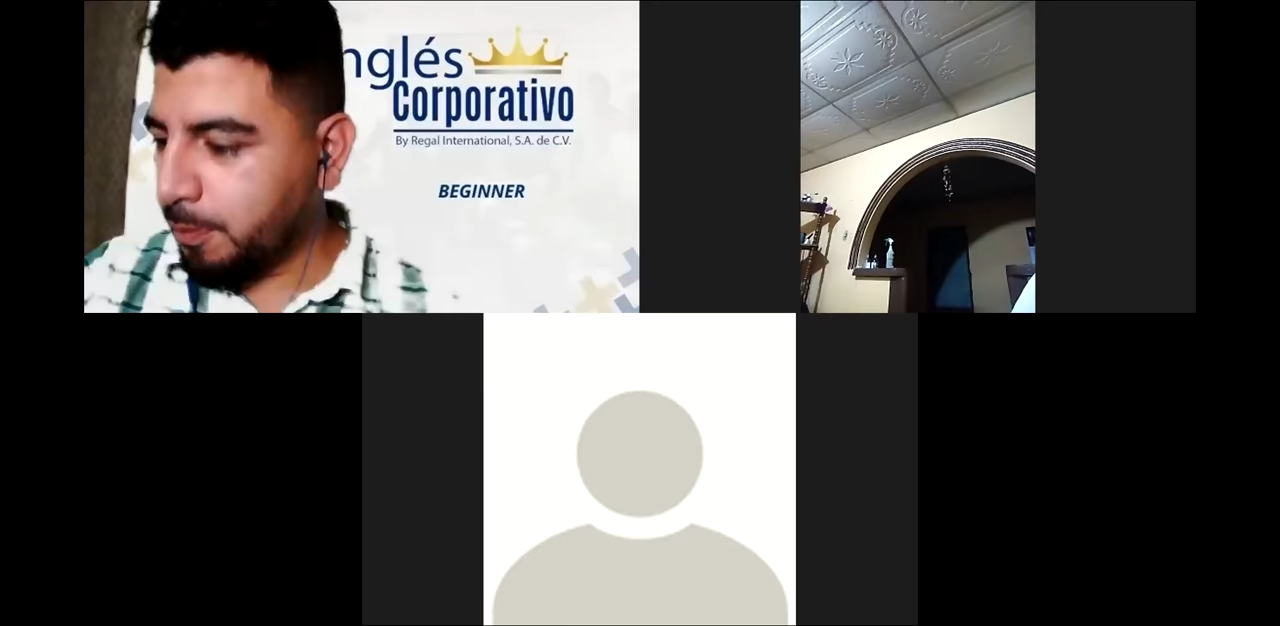 nglés
Corporativo
By Regal International, S.A. de C.V.
BEGINNER